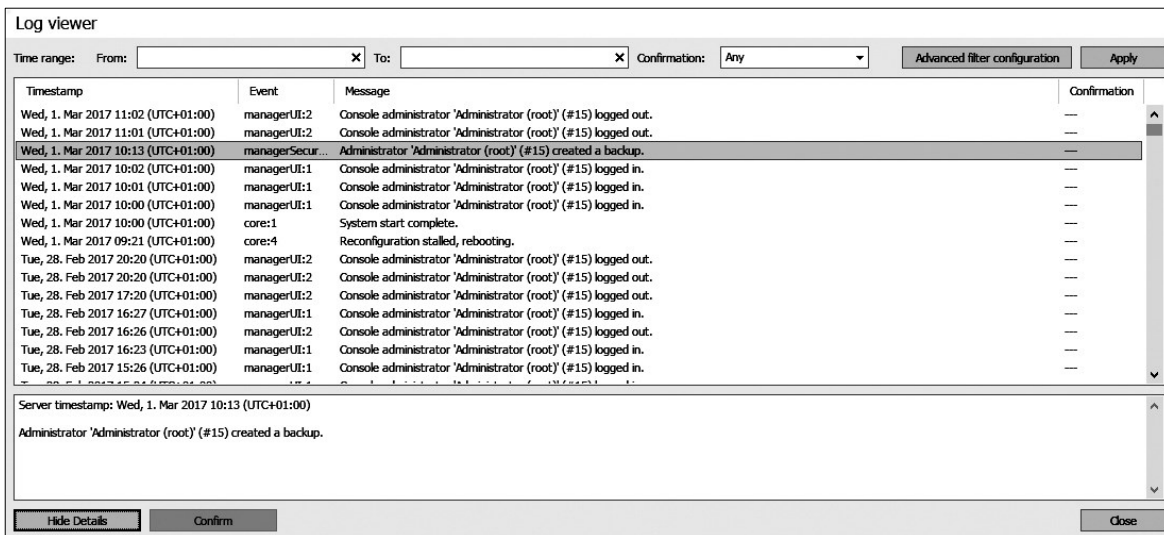 Log viewer
Time range: From: To: Confirmation: Any Advanced filter configuration Apply
Timestamp Event Message Confirmation
Wed, 1. Mar 2017 11:02 (UTC+01:00) managerUI:2 Console administrator 'Administrator (root)' (#15) logged out. ---
Wed, 1. Mar 2017 11:01 (UTC+01:00) managerUI:2 Console administrator 'Administrator (root)' (#15) logged out. ---
Wed, 1. Mar 2017 10:13 (UTC+01:00) managerSecur... Administrator 'Administrator (root)' (#15) created a backup. ---
Wed, 1. Mar 2017 10:02 (UTC+01:00) managerUI:1 Console administrator 'Administrator (root)' (#15) logged in. ---
Wed, 1. Mar 2017 10:01 (UTC+01:00) managerUI:1 Console administrator 'Administrator (root)' (#15) logged in. ---
Wed, 1. Mar 2017 10:00 (UTC+01:00) managerUI:1 Console administrator 'Administrator (root)' (#15) logged in. ---
Wed, 1. Mar 2017 10:00 (UTC+01:00) core:1 System start complete. ---
Wed, 1. Mar 2017 09:21 (UTC+01:00) core:4 Reconfiguration stalled, rebooting. ---
Tue, 28. Feb 2017 20:20 (UTC+01:00) managerUI:2 Console administrator 'Administrator (root)' (#15) logged out. ---
Tue, 28. Feb 2017 20:20 (UTC+01:00) managerUI:2 Console administrator 'Administrator (root)' (#15) logged out. ---
Tue, 28. Feb 2017 17:20 (UTC+01:00) managerUI:2 Console administrator 'Administrator (root)' (#15) logged out. ---
Tue, 28. Feb 2017 16:27 (UTC+01:00) managerUI:1 Console administrator 'Administrator (root)' (#15) logged in. ---
Tue, 28. Feb 2017 16:26 (UTC+01:00) managerUI:2 Console administrator 'Administrator (root)' (#15) logged out. ---
Tue, 28. Feb 2017 16:23 (UTC+01:00) managerUI:1 Console administrator 'Administrator (root)' (#15) logged in. ---
Tue, 28. Feb 2017 15:26 (UTC+01:00) managerUI:1 Console administrator 'Administrator (root)' (#15) logged in. ---
Server timestamp: Wed, 1. Mar 2017 10:13 (UTC+01:00)
Administrator 'Administrator (root)' (#15) created a backup.
Hide Details Confirm Close